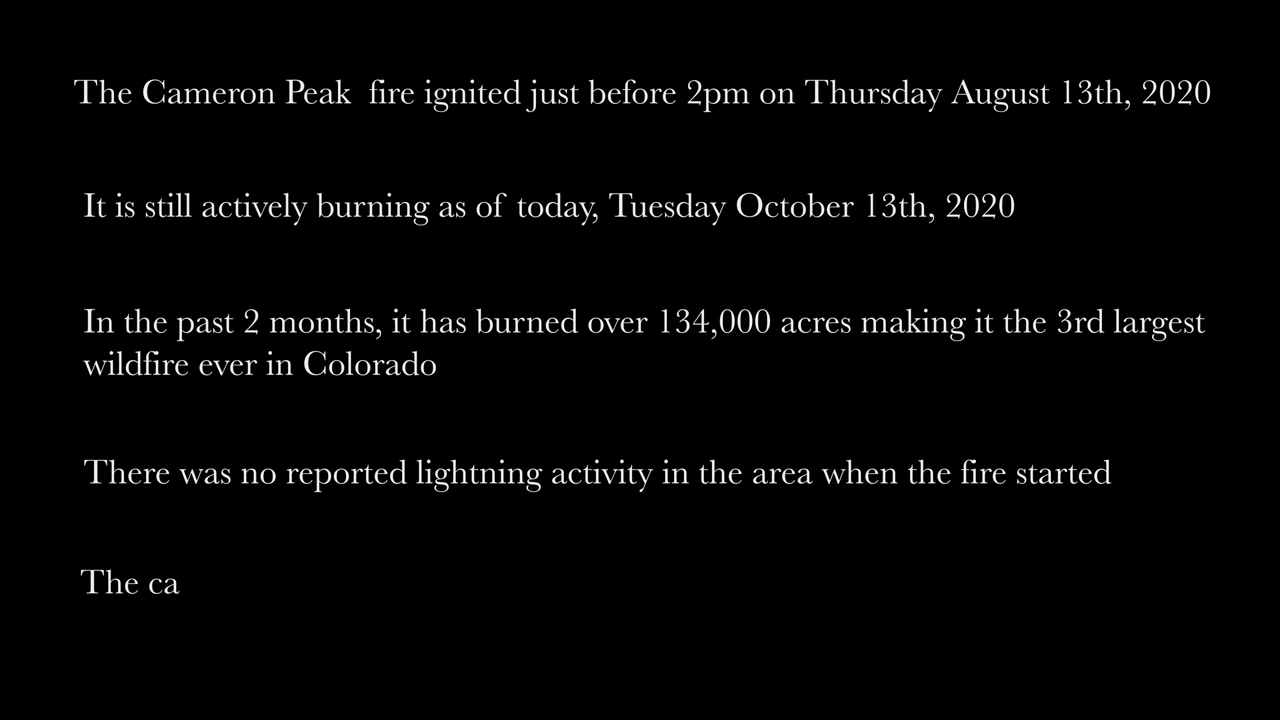 The Cameron Peak fire ignited just before 2pm on Thursday August 13th, 2020
It is still actively burning as of today, Tuesday October 13th, 2020
In the past 2 months, it has burned over 134,000 acres making it the 3rd largest
wildfire ever in Colorado
There was no reported lightning activity in the area when the fire started
The ca